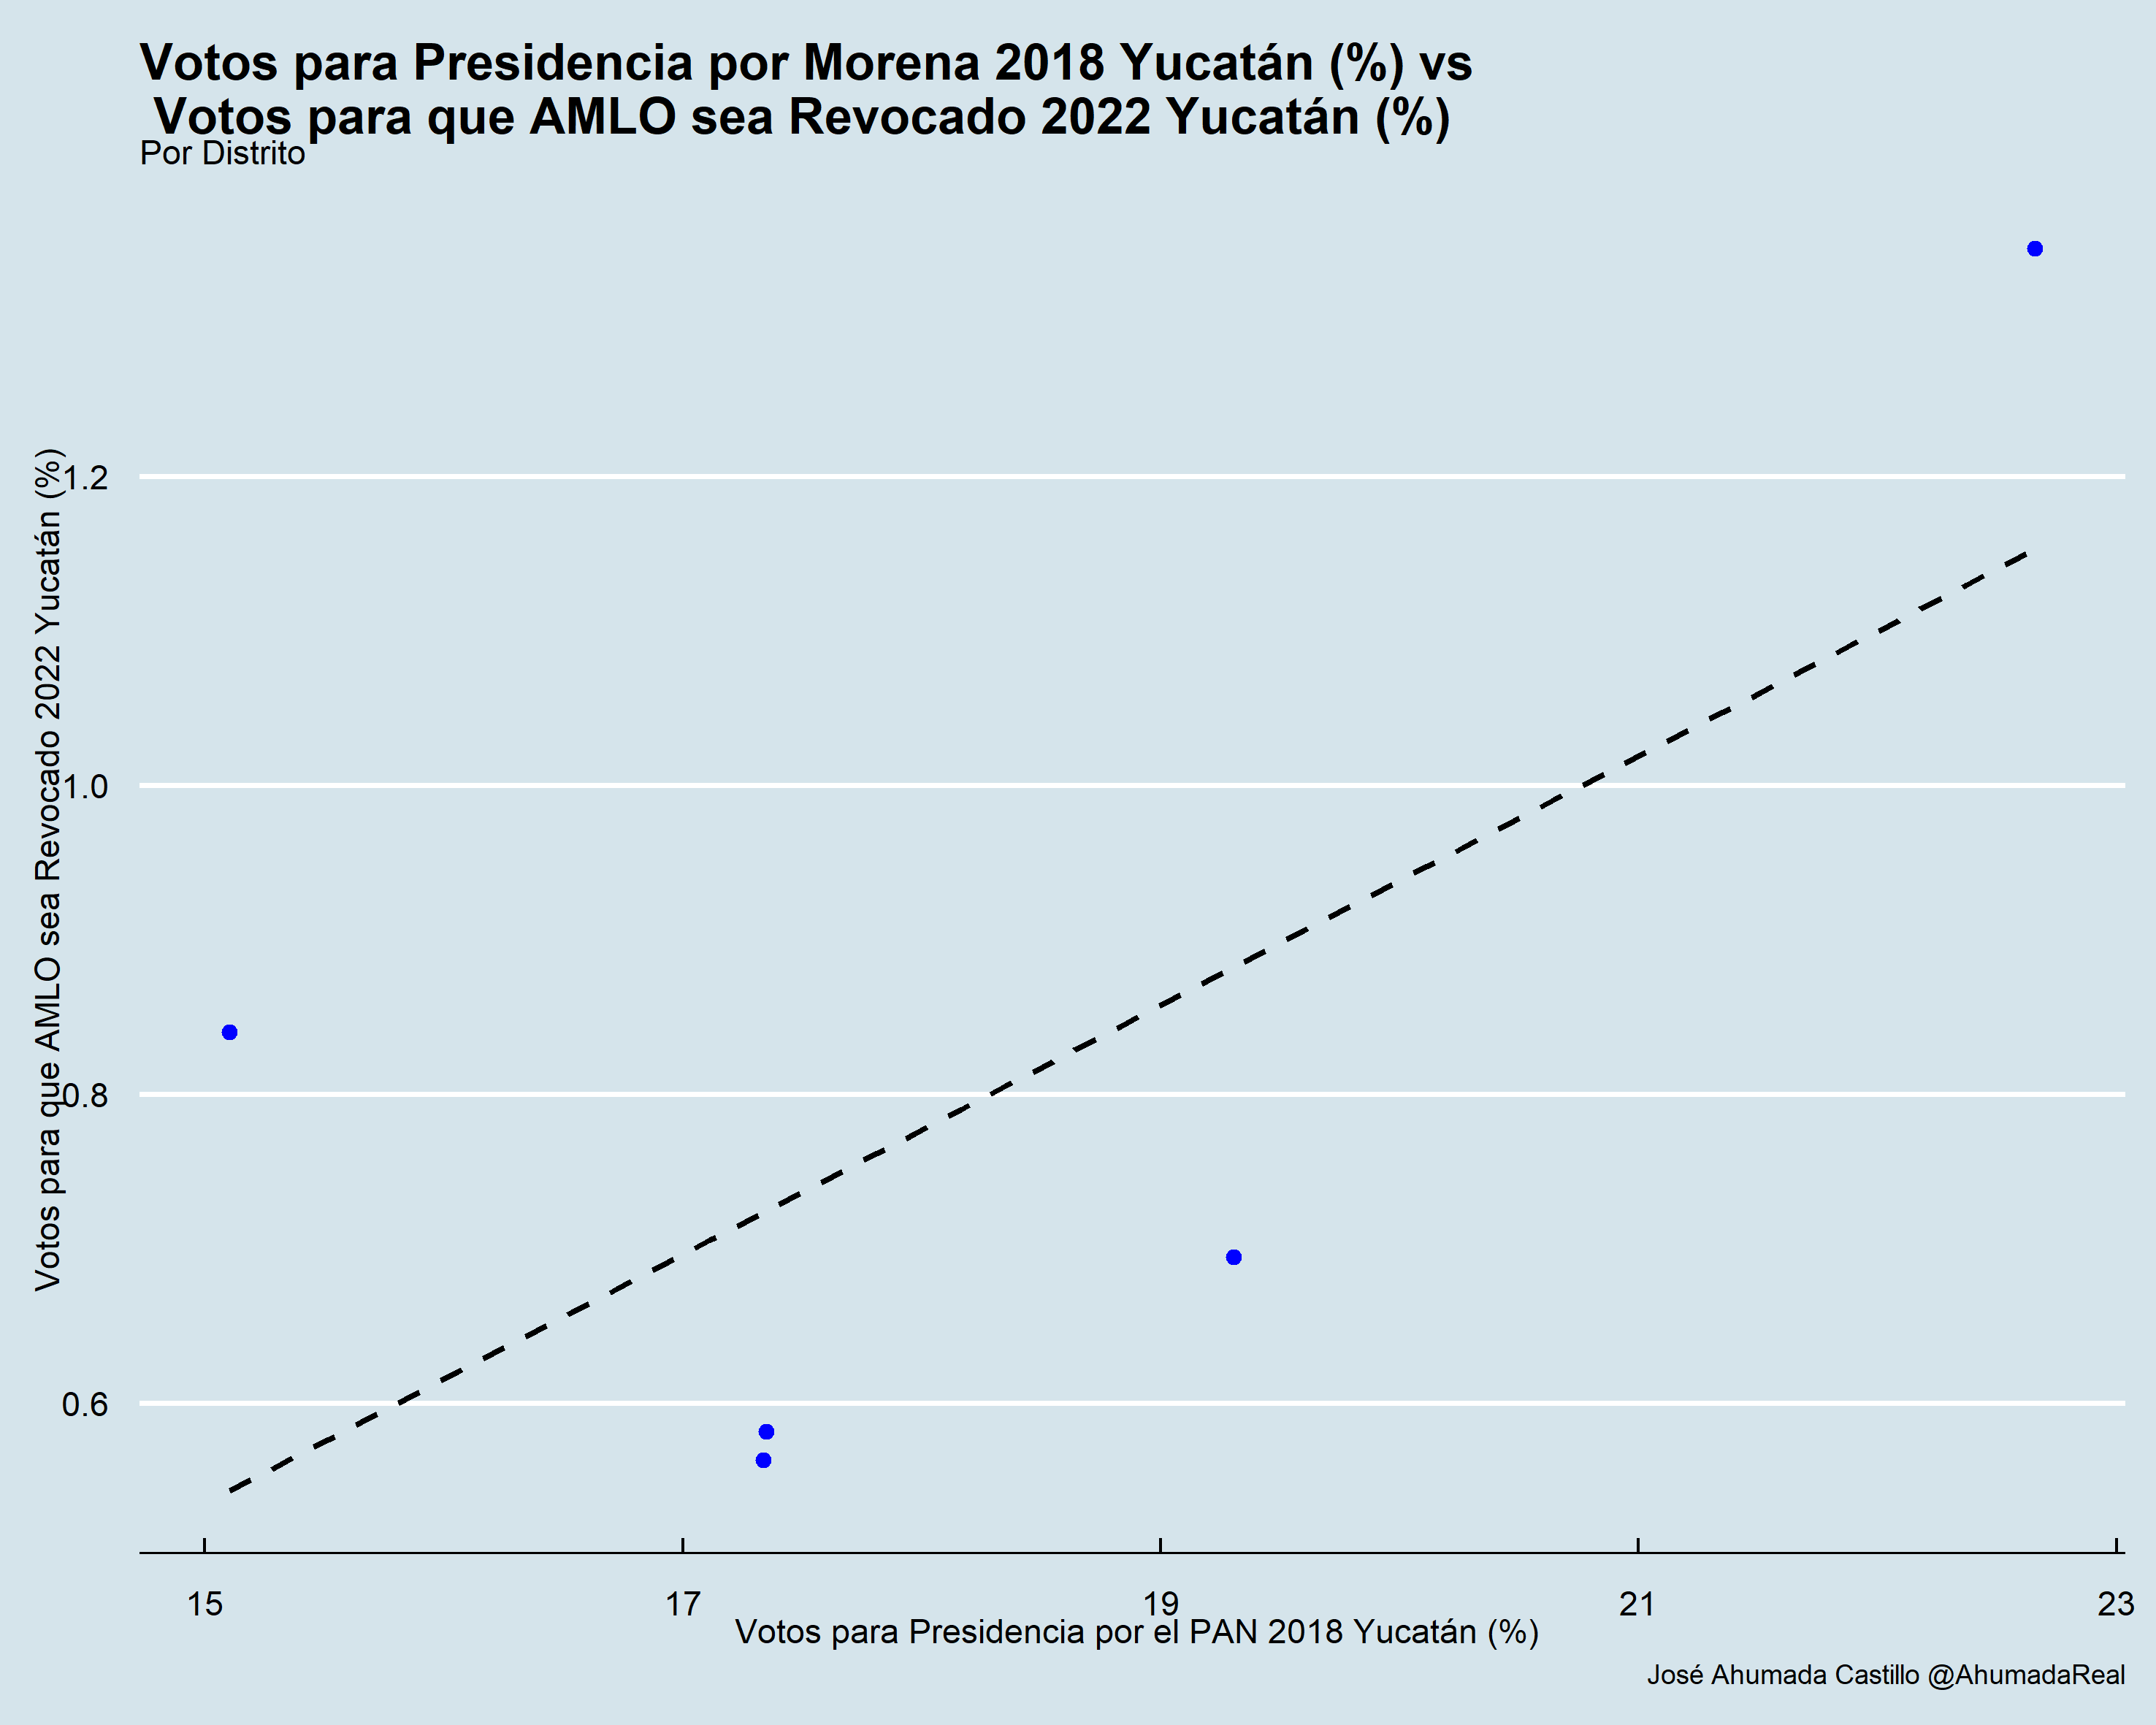 Votos para Presidencia por Morena 2018 Yucatán (%) vs
Votos para que AMLO sea Revocado 2022 Yucatán (%)
Por Distrito
Votos para que AMLO sea Revocado 2022 Yucatán (%)
1.2
1.0
0.8
0.6
15 17 19 21 23
Votos para Presidencia por el PAN 2018 Yucatán (%)
José Ahumada Castillo @AhumadaReal